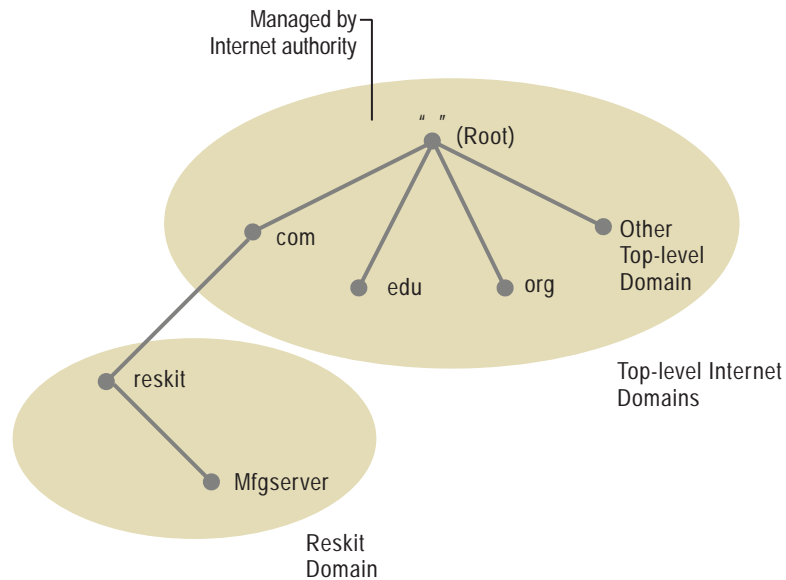 Managed by
Internet authority
“ ”
(Root)
com
edu
org
Other
Top-level
Domain
Top-level Internet
Domains
reskit
Mfgserver
Reskit
Domain